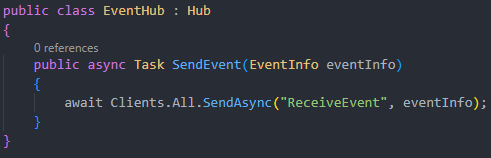 public class EventHub : Hub
{
0 references
public async Task SendEvent(EventInfo eventInfo)
{
await Clients.All.SendAsync("ReceiveEvent", eventInfo);
}
}